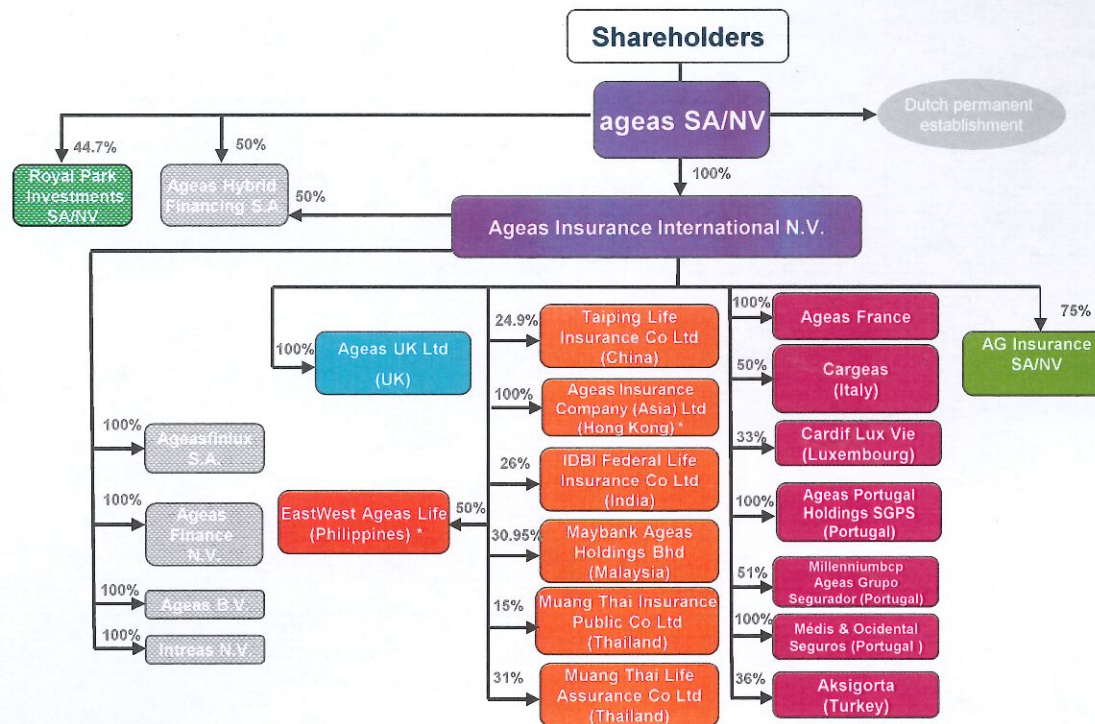 Shareholders
ageas SA/NV
Dutch permanent
establishment
44.7%
50%
100%
Royal Park
Investments
SA/NV
Ageas Hybrid
Financing S.A
50%
Ageas Insurance International N.V.
100%
Ageas UK Ltd
(UK)
24.9%
Taiping Life
Insurance Co Ltd
(China)
100%
Ageas Insurance
Company (Asia) Ltd
(Hong Kong) *
26%
IDBI Federal Life
Insurance Co Ltd
(India)
50%
EastWest Ageas Life
(Philippines) *
30.95%
Maybank Ageas
Holdings Bhd
(Malaysia)
15%
Muang Thai Insurance
Public Co Ltd
(Thailand)
31%
Muang Thai Life
Assurance Co Ltd
(Thailand)
100%
Ageas France
50%
Cargeas
(Italy)
33%
Cardif Lux Vie
(Luxembourg)
100%
Ageas Portugal
Holdings SGPS
(Portugal)
51%
Millenniumbcp
Ageas Grupo
Segurador (Portugal)
100%
Médis & Ocidental
Seguros (Portugal )
36%
Aksigorta
(Turkey)
75%
AG Insurance
SA/NV
100%
Ageasfinlux
S.A.
100%
Ageas
Finance
N.V.
100%
Ageas B.V.
100%
Intreas N.V.